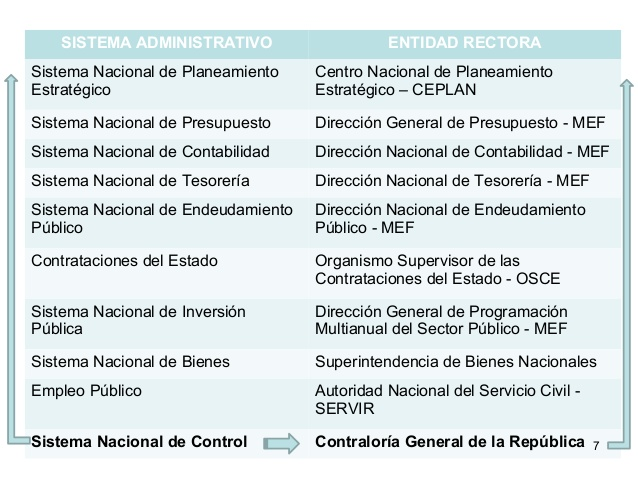 SISTEMA ADMINISTRATIVO ENTIDAD RECTORA
Sistema Nacional de Planeamiento Centro Nacional de Planeamiento
Estratégico Estratégico – CEPLAN
Sistema Nacional de Presupuesto Dirección General de Presupuesto - MEF
Sistema Nacional de Contabilidad Dirección Nacional de Contabilidad - MEF
Sistema Nacional de Tesorería Dirección Nacional de Tesorería - MEF
Sistema Nacional de Endeudamiento Dirección Nacional de Endeudamiento
Público Público - MEF
Contrataciones del Estado Organismo Supervisor de las
Contrataciones del Estado - OSCE
Sistema Nacional de Inversión Dirección General de Programación
Pública Multianual del Sector Público - MEF
Sistema Nacional de Bienes Superintendencia de Bienes Nacionales
Empleo Público Autoridad Nacional del Servicio Civil -
SERVIR
Sistema Nacional de Control Contraloría General de la República 7